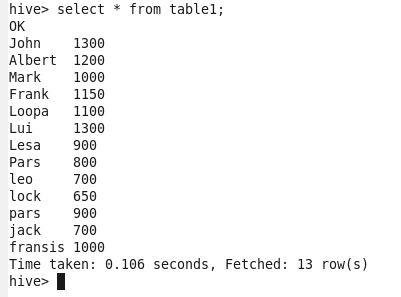 hive> select * from table1;
OK
John    1300
Albert  1200
Mark    1000
Frank   1150
Loopa   1100
Lui     1300
Lesa    900
Pars    800
leo     700
lock    650
pars    900
jack    700
fransis 1000
Time taken: 0.106 seconds, Fetched: 13 row(s)
hive>